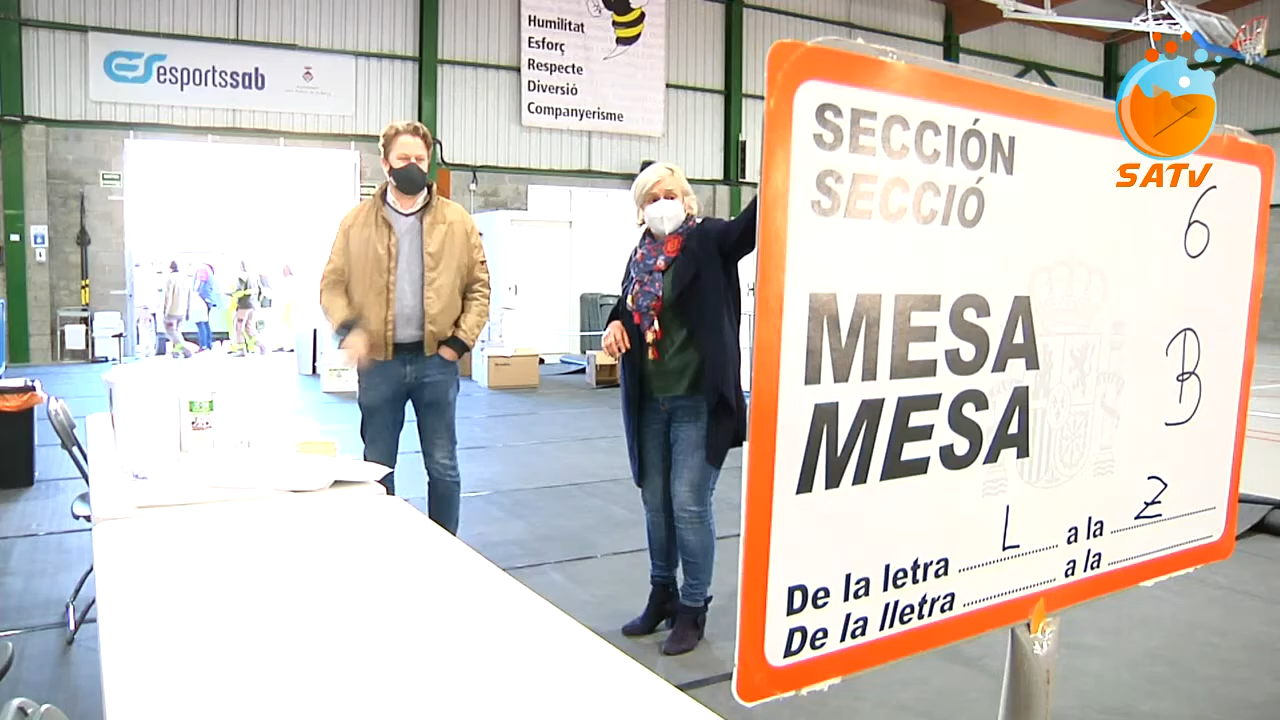 esportssab
Humilitat
Esforç
Respecte
Diversió
Companyerisme
SATV
SECCIÓN
SECCIÓ
6
MESA
MESA
B
De la letra L a la Z
De la lletra a la